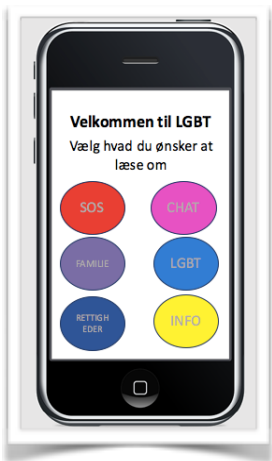 Velkommen til LGBT
Vælg hvad du ønsker at
læse om
SOS
CHAT
FAMILIE
LGBT
RETTIGH
EDER
INFO